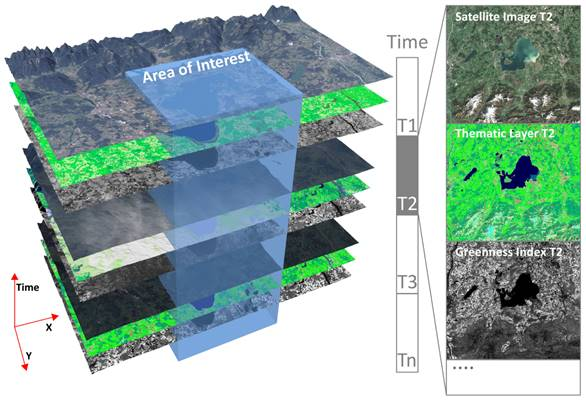 Area of Interest
Time
X
Y
Time
T1
T2
T3
Tn
Satellite Image T2
Thematic Layer T2
Greenness Index T2
....